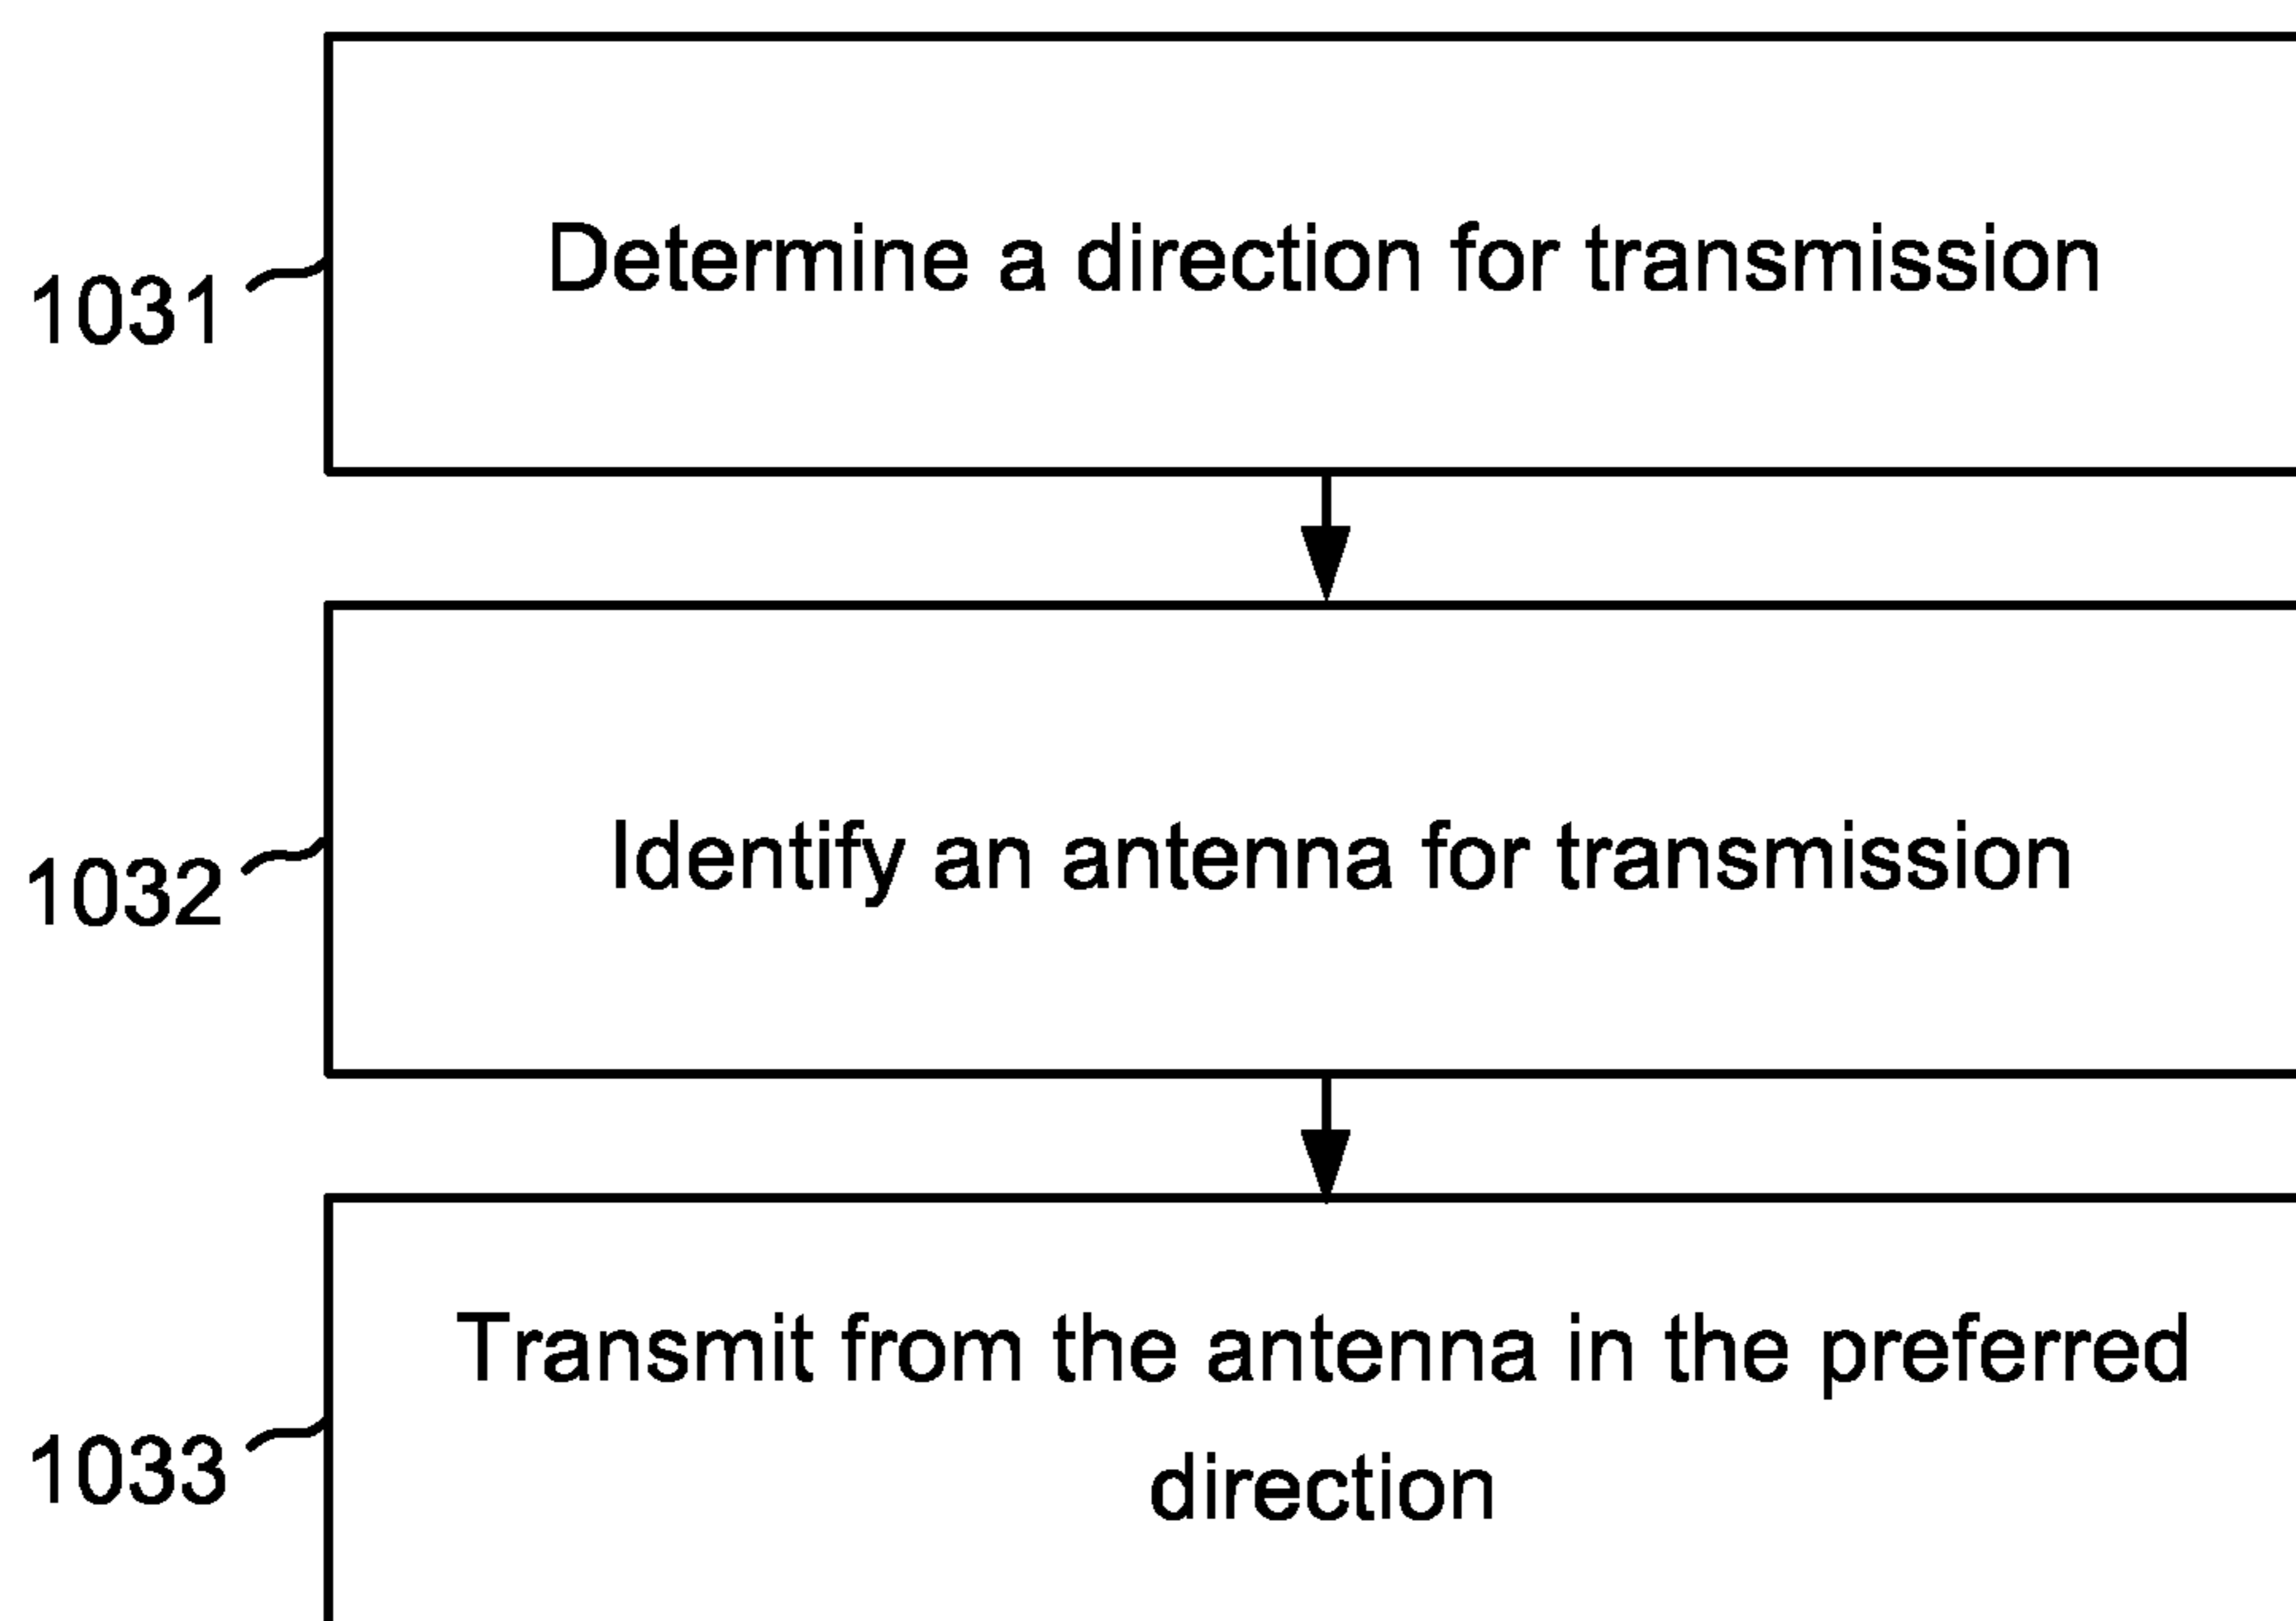 Determine a direction for transmission
1031
Identify an antenna for transmission
1032
Transmit from the antenna in the preferred
direction
1033